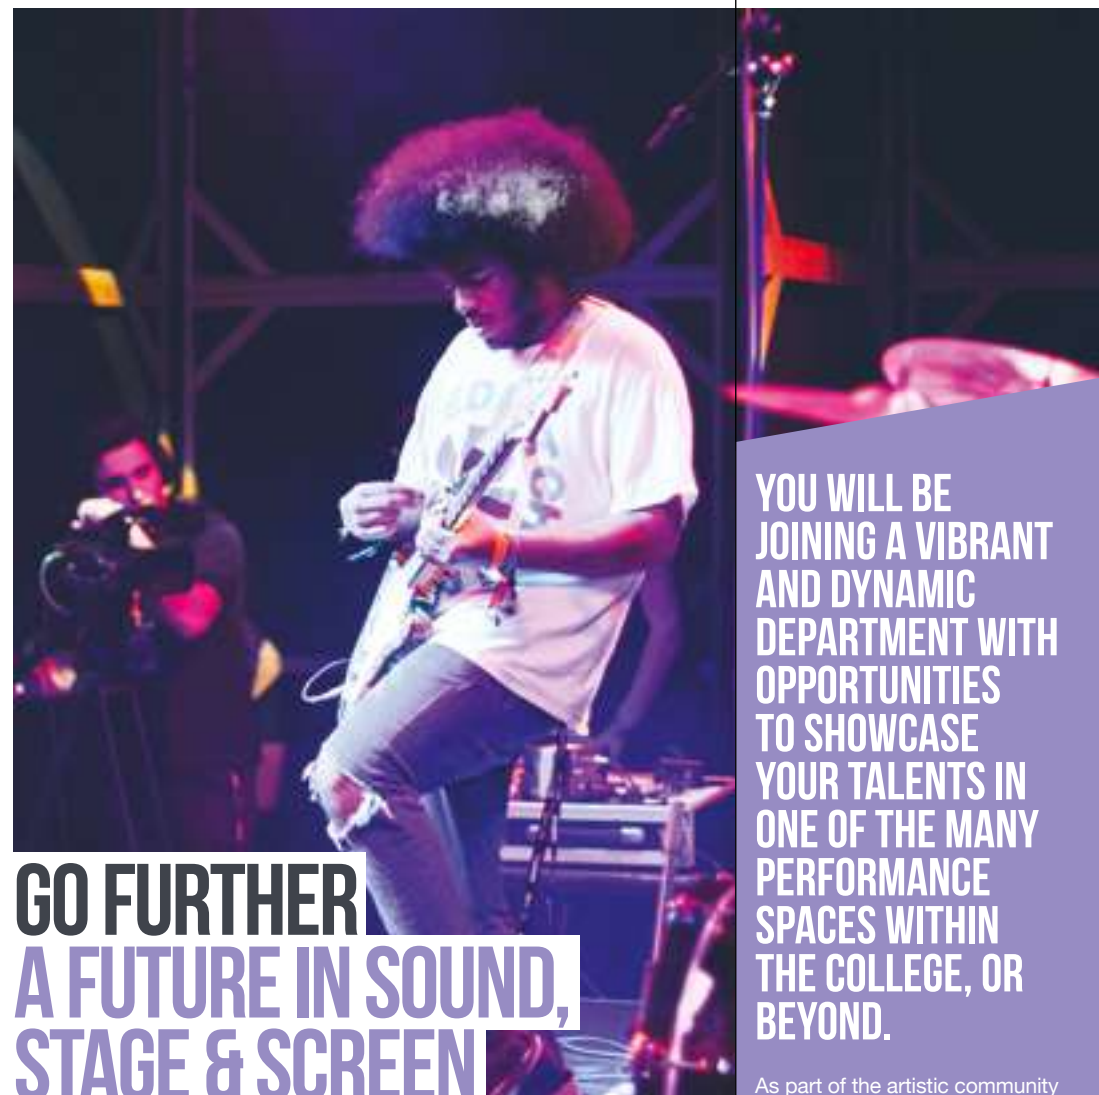 GO FURTHER
A FUTURE IN SOUND,
STAGE & SCREEN
YOU WILL BE
JOINING A VIBRANT
AND DYNAMIC
DEPARTMENT WITH
OPPORTUNITIES
TO SHOWCASE
YOUR TALENTS IN
ONE OF THE MANY
PERFORMANCE
SPACES WITHIN
THE COLLEGE, OR
BEYOND.
As part of the artistic community